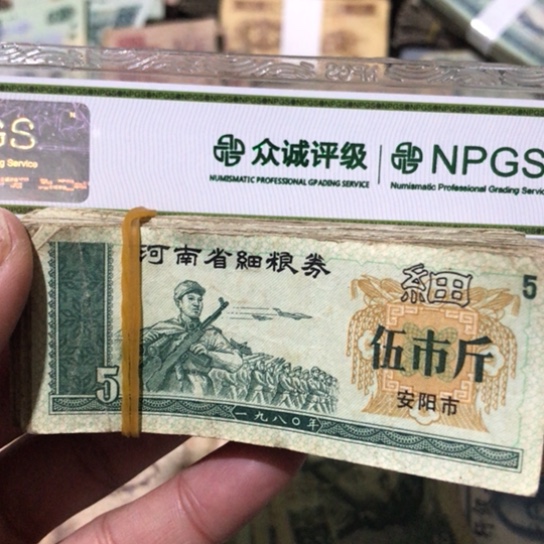 GS
g Service
众诚评级
NUMISMATIC PROFESSIONAL GRADING SERVICE
NPGS
Numismatic Professional Grading Servic
河南省細粮券
細
5
伍市斤
安阳市
5
一九八〇年